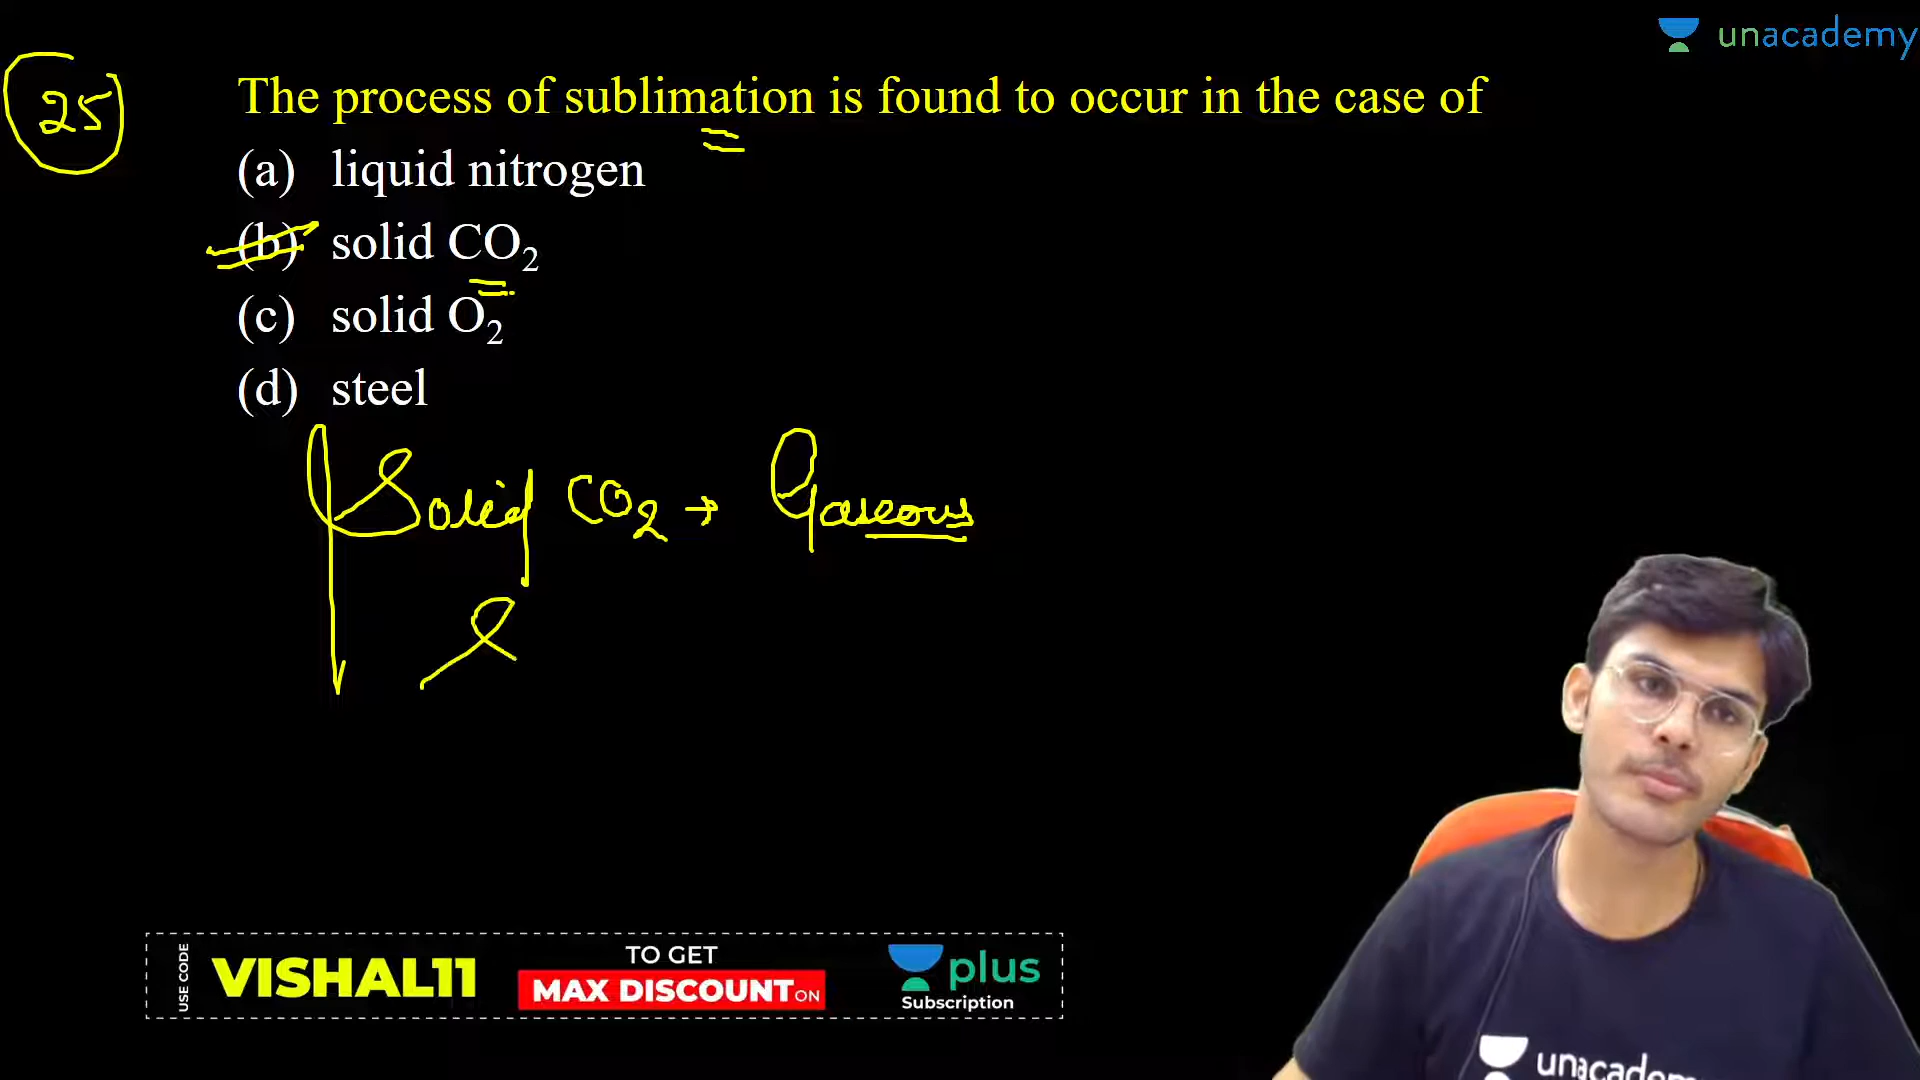 unacademy
25
The process of sublimation is found to occur in the case of
(a) liquid nitrogen
(b) solid CO₂
(c) solid O₂
(d) steel
Solid CO₂ → Gaseous
USE CODE
VISHAL11
TO GET
MAX DISCOUNT ON
plus
Subscription
unacadem